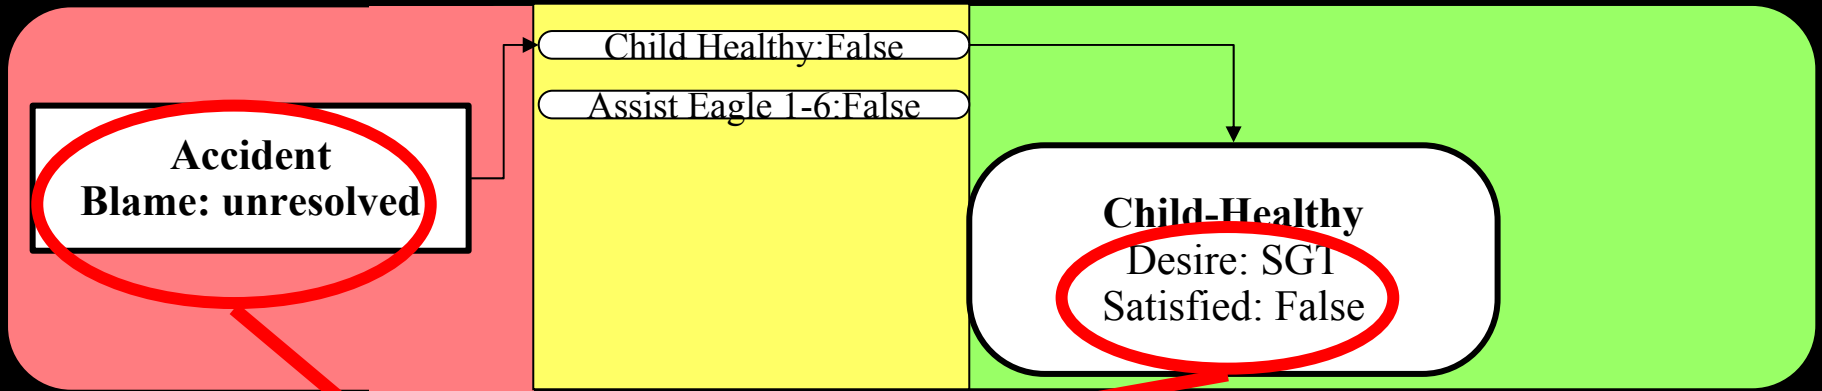 Child Healthy:False
Assist Eagle 1-6:False
Accident
Blame: unresolved
Child-Healthy
Desire: SGT
Satisfied: False